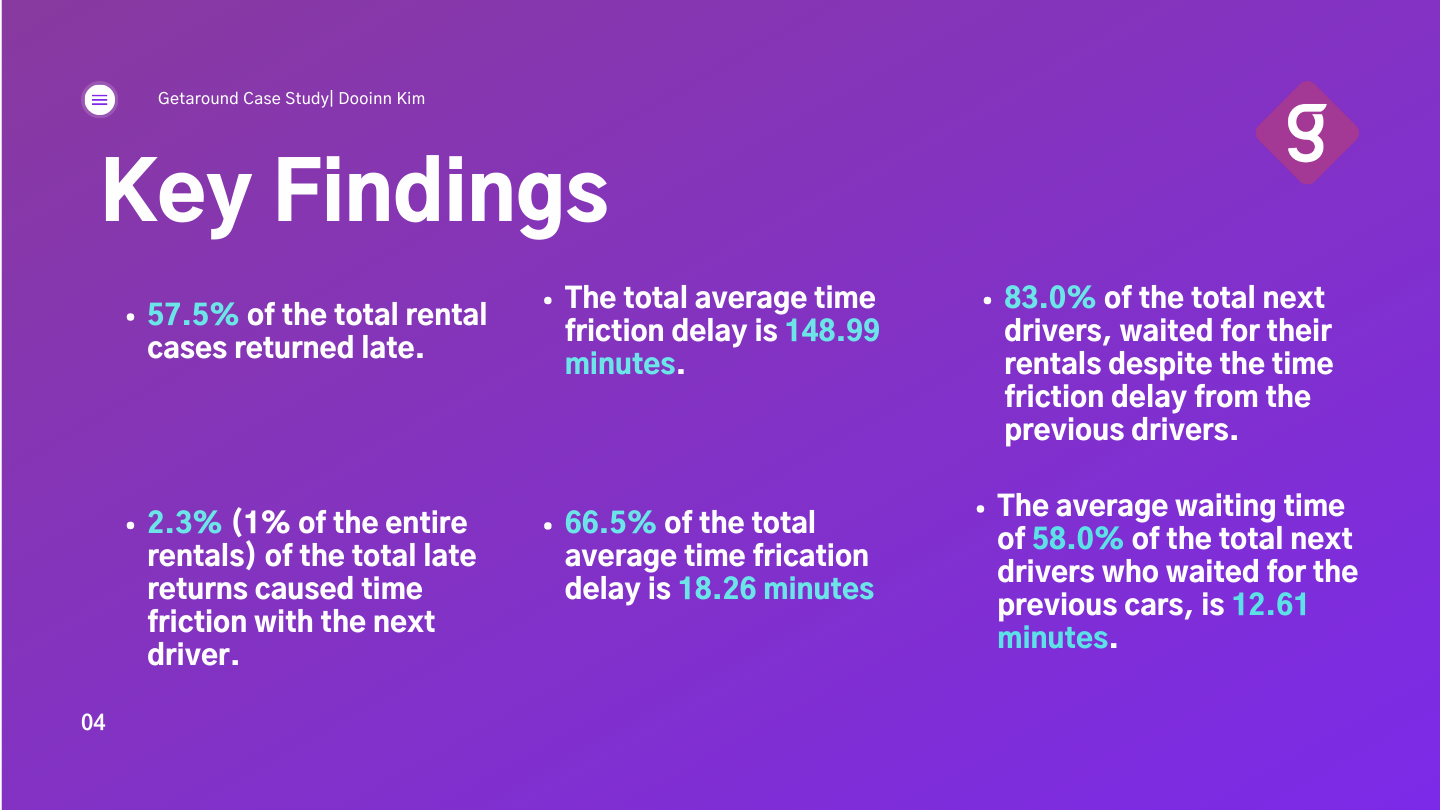 Getaround Case Study| Dooinn Kim
g
Key Findings
• 57.5% of the total rental
cases returned late.
• The total average time
friction delay is 148.99
minutes.
• 83.0% of the total next
drivers, waited for their
rentals despite the time
friction delay from the
previous drivers.
• 2.3% (1% of the entire
rentals) of the total late
returns caused time
friction with the next
driver.
• 66.5% of the total
average time frication
delay is 18.26 minutes
• The average waiting time
of 58.0% of the total next
drivers who waited for the
previous cars, is 12.61
minutes.
04